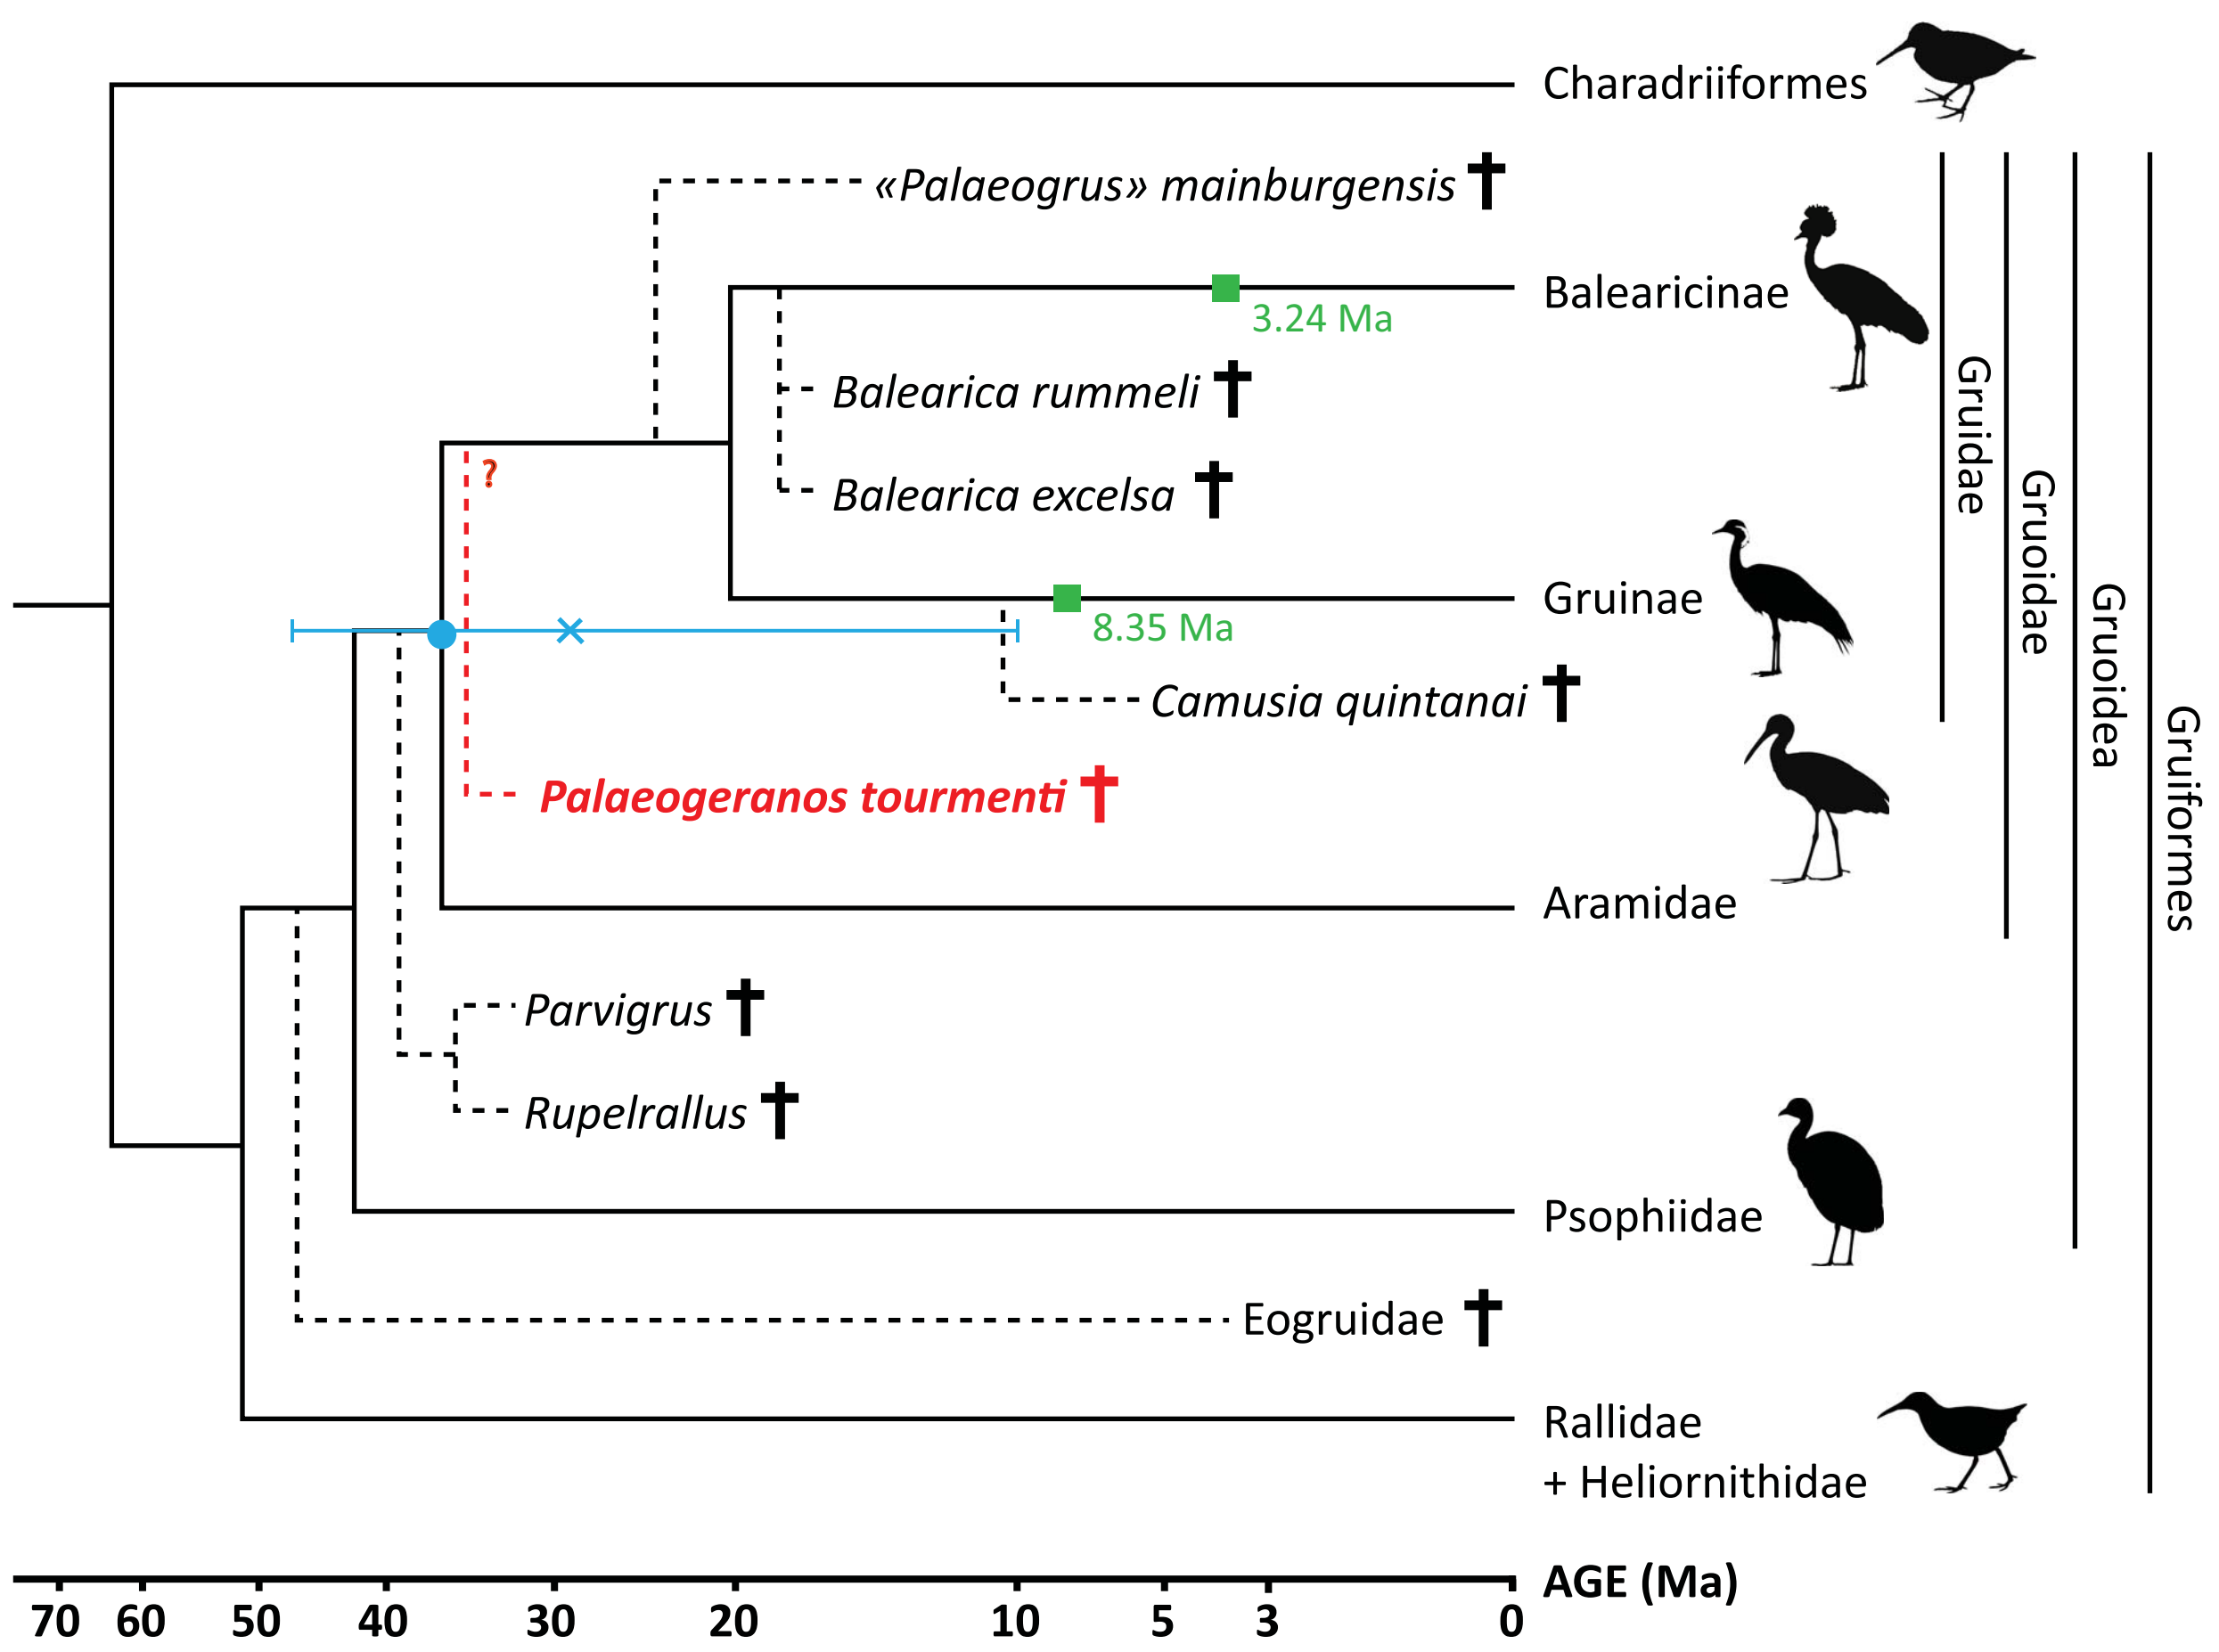 Charadriiformes
«Palaeogrus» mainburgensis
Balearicinae
3.24 Ma
Balearica rummeli
Gruidae
?
Balearica excelsa
Gruoidae
Gruinae
8.35 Ma
Gruoidea
Camusia quintanai
Gruiformes
Palaeogeranos tourmenti
Aramidae
Parvigrus
Rupelrallus
Psophiidae
Eogruidae
Rallidae
+ Heliornithidae
AGE (Ma)
70 60 50 40 30 20 10 5 3 0